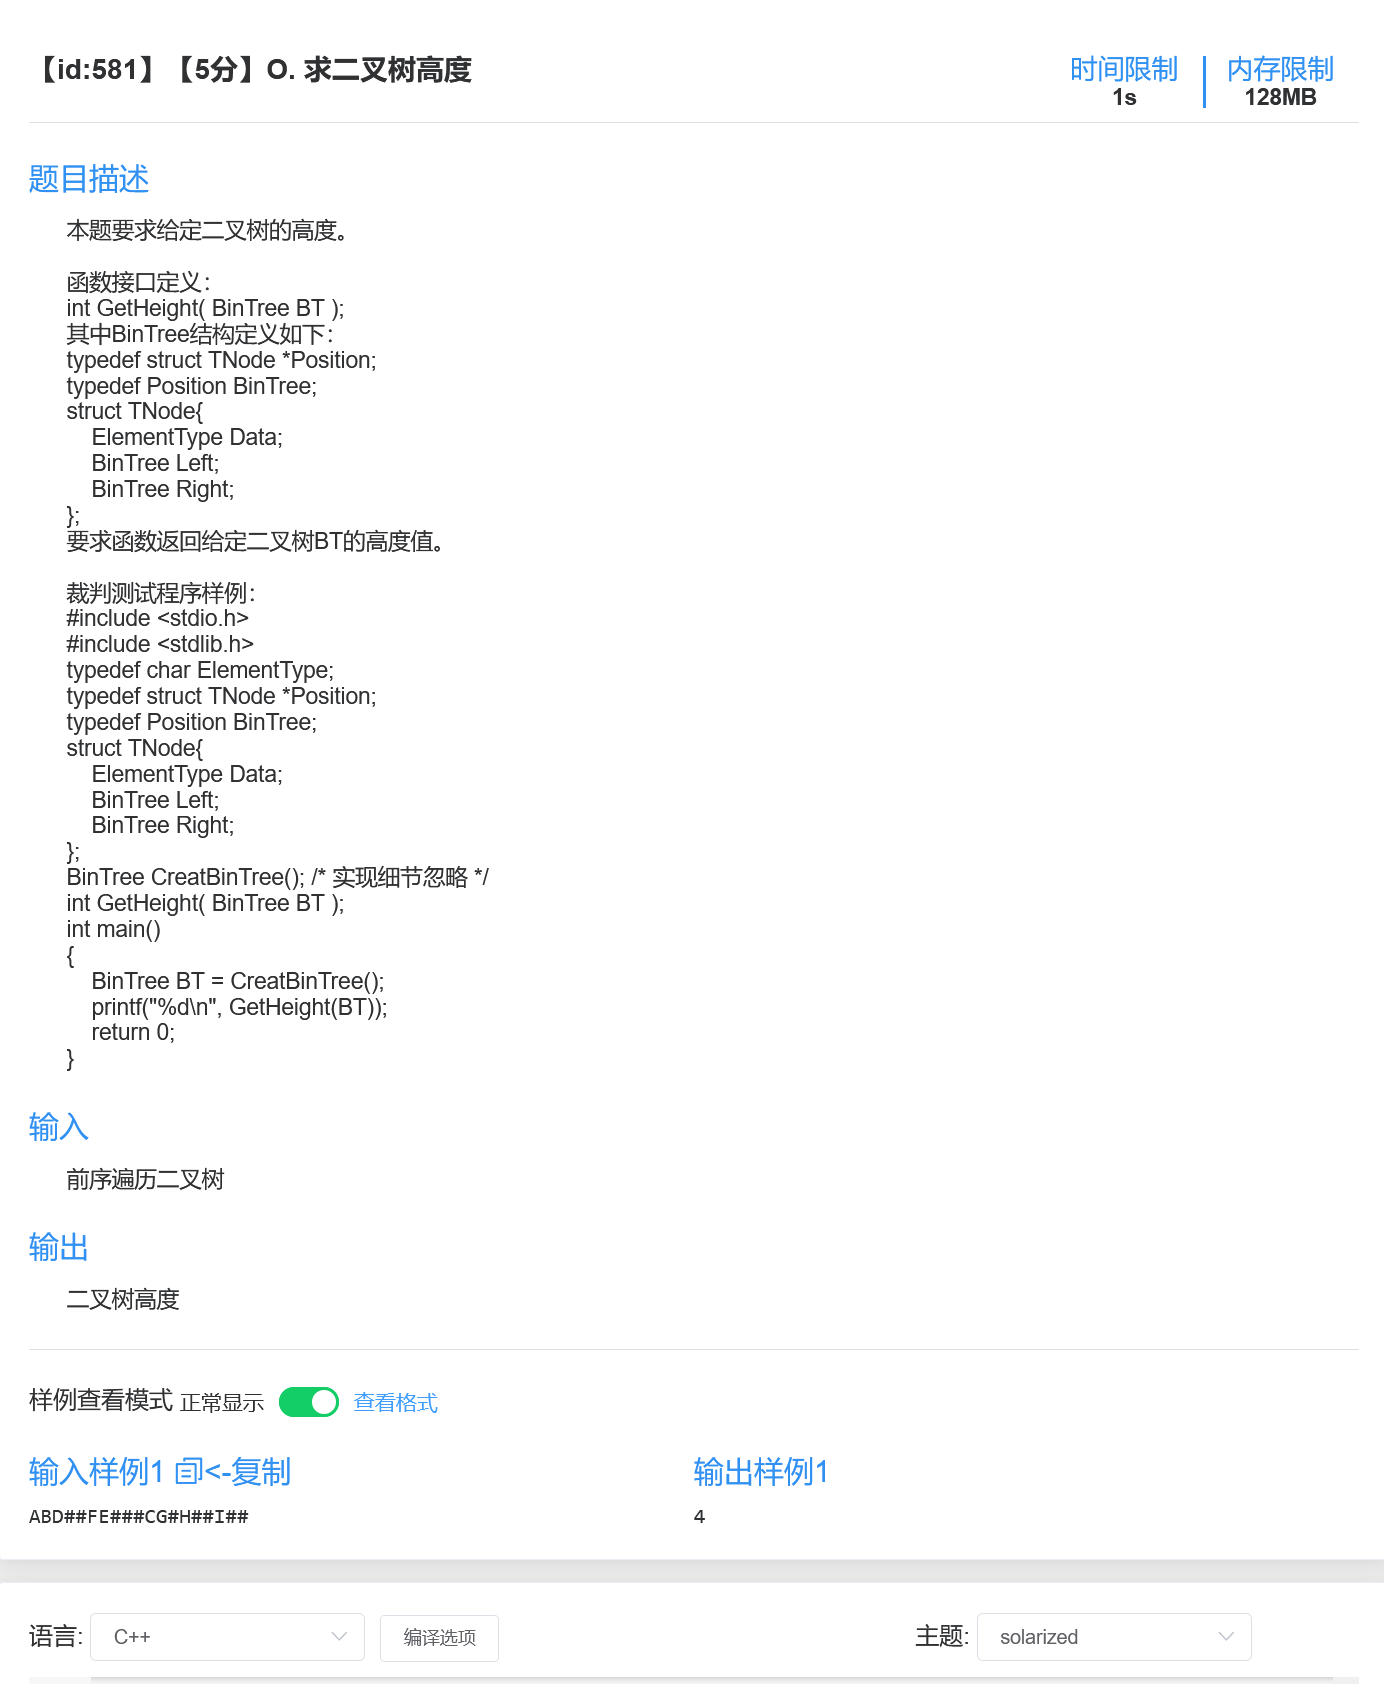 【id:581】【5分】O. 求二叉树高度
时间限制
1s
内存限制
128MB
题目描述
本题要求给定二叉树的高度。
函数接口定义：
int GetHeight( BinTree BT );
其中BinTree结构定义如下：
typedef struct TNode *Position;
typedef Position BinTree;
struct TNode{
    ElementType Data;
    BinTree Left;
    BinTree Right;
};
要求函数返回给定二叉树BT的高度值。
裁判测试程序样例：
#include <stdio.h>
#include <stdlib.h>
typedef char ElementType;
typedef struct TNode *Position;
typedef Position BinTree;
struct TNode{
    ElementType Data;
    BinTree Left;
    BinTree Right;
};
BinTree CreatBinTree(); /* 实现细节忽略 */
int GetHeight( BinTree BT );
int main()
{
    BinTree BT = CreatBinTree();
    printf("%d\n", GetHeight(BT));
    return 0;
}
输入
前序遍历二叉树
输出
二叉树高度
样例查看模式 正常显示 查看格式
输入样例1 <-复制
ABD##FE###CG#H##I##
输出样例1
4
语言: C++ 编译选项 主题: solarized